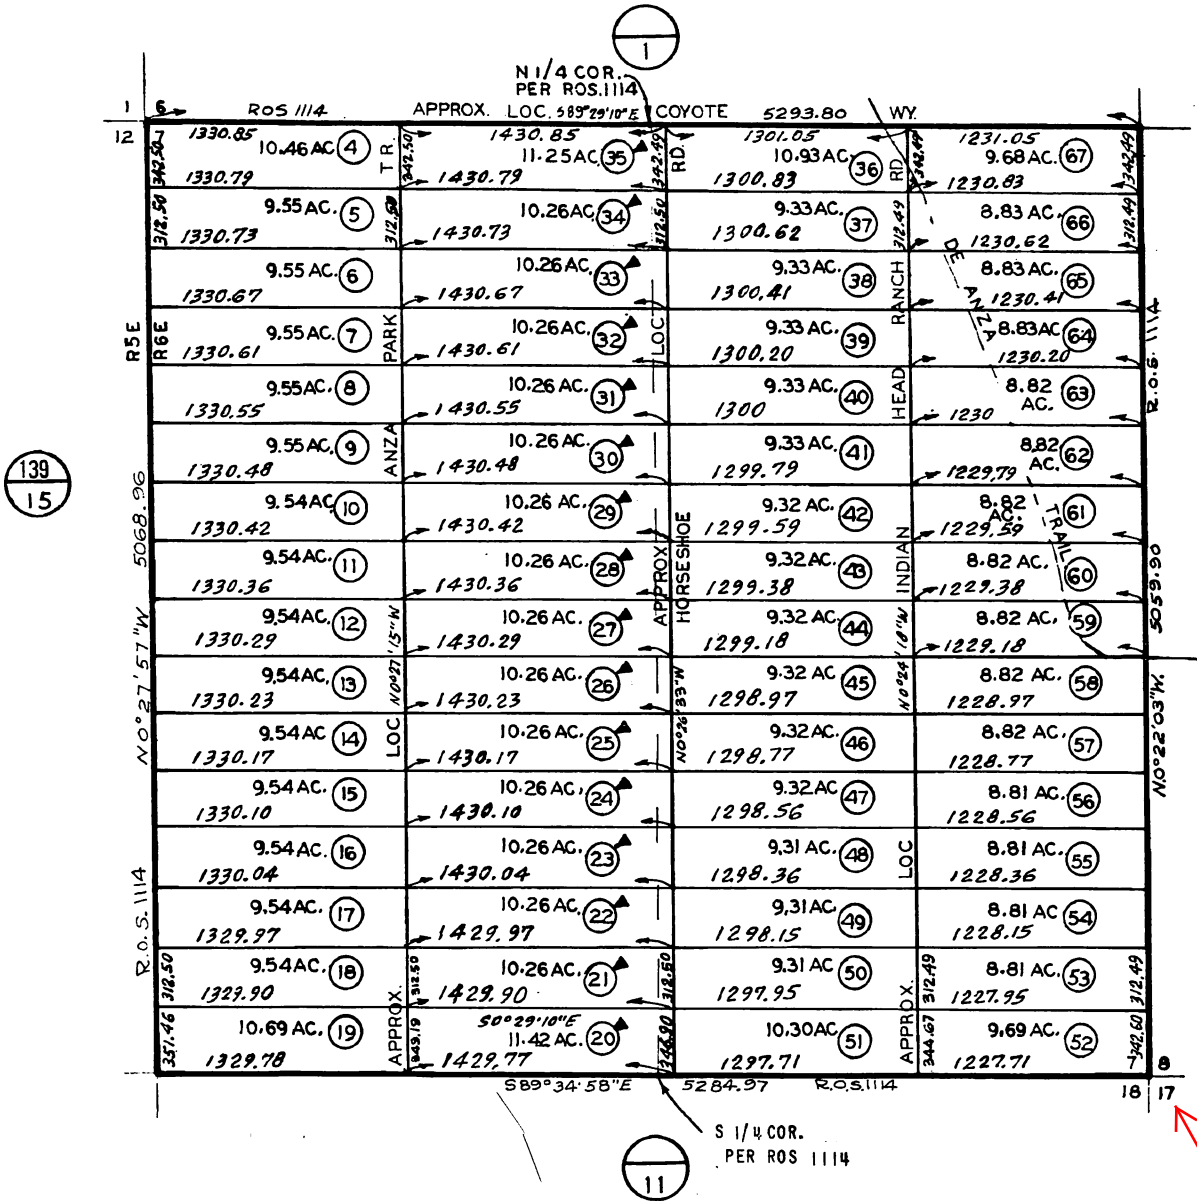 1
N 1/4 COR.
PER ROS.1114
1 6 ROS 1114 APPROX. LOC. S89°29'10"E COYOTE 5293.80 WY.
12 7 1330.85 1430.85 1301.05 1231.05
342.50 10.46 AC 4 T R. 342.50 11.25 AC. 35 342.49 RD. 10.93 AC 36 RD. 342.49 9.68 AC. 67 342.49
1330.79 1430.79 1300.83 1230.83
312.50 9.55 AC. 5 312.50 10.26 AC 34 312.50 9.33 AC. 37 312.49 8.83 AC. 66 312.49
1330.73 1430.73 1300.62 1230.62
9.55 AC. 6 10.26 AC. 33 9.33 AC. 38 8.83 AC. 65
1330.67 1430.67 1300.41 1230.41
9.55 AC. 7 10.26 AC. 32 9.33 AC. 39 8.83 AC 64
1330.61 1430.61 1300.20 1230.20
9.55 AC. 8 10.26 AC. 31 9.33 AC. 40 8.82 AC. 63
1330.55 1430.55 1300 1230
9.55 AC. 9 10.26 AC. 30 9.33 AC. 41 8.82 AC. 62
1330.48 1430.48 1299.79 1229.79
9.54 AC. 10 10.26 AC. 29 9.32 AC. 42 8.82 AC. 61
1330.42 1430.42 1299.59 1229.59
9.54 AC. 11 10.26 AC. 28 9.32 AC. 43 8.82 AC. 60
1330.36 1430.36 1299.38 1229.38
9.54 AC. 12 10.26 AC. 27 9.32 AC. 44 8.82 AC. 59
1330.29 1430.29 1299.18 1229.18
9.54 AC. 13 10.26 AC. 26 9.32 AC. 45 8.82 AC. 58
1330.23 1430.23 1298.97 1228.97
9.54 AC 14 10.26 AC. 25 9.32 AC. 46 8.82 AC. 57
1330.17 1430.17 1298.77 1228.77
9.54 AC. 15 10.26 AC. 24 9.32 AC 47 8.81 AC. 56
1330.10 1430.10 1298.56 1228.56
9.54 AC. 16 10.26 AC. 23 9.31 AC. 48 8.81 AC. 55
1330.04 1430.04 1298.36 1228.36
9.54 AC. 17 10.26 AC. 22 9.31 AC. 49 8.81 AC 54
1329.97 1429.97 1298.15 1228.15
312.50 9.54 AC. 18 312.50 10.26 AC. 21 312.50 9.31 AC 50 312.49 8.81 AC. 53 312.49
1329.90 1429.90 1297.95 1227.95
S0°29'10"E
351.46 10.69 AC. 19 349.19 11.42 AC. 20 346.90 10.30 AC. 51 344.67 9.69 AC. 52 342.60
1329.78 1429.77 1297.71 1227.71
7 8
18 17
S89°34'58"E 5284.97 R.O.S.1114
R5E
R6E
139
15
N0°27'57"W 5068.96
R.O.S. 1114
APPROX. LOC N0°27'15"W ANZA PARK
APPROX LOCT
N0°26'33"W HORSESHOE
APPROX. LOC N0°24'18"W INDIAN HEAD RANCH
DE ANZA TRAIL
R.O.S. 1114
5059.90
N.0°22'03"W.
S 1/4 COR.
PER ROS 1114
11